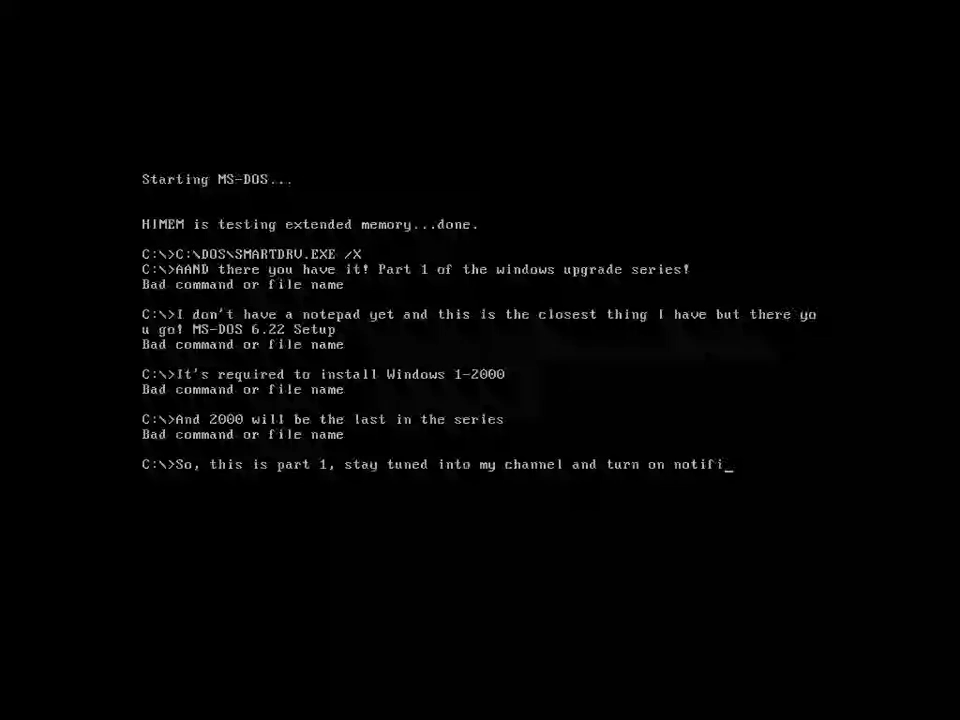 Starting MS-DOS...
HIMEM is testing extended memory...done.
C:\>C:\DOS\SMARTDRV.EXE /X
C:\>AAND there you have it! Part 1 of the windows upgrade series!
Bad command or file name
C:\>I don't have a notepad yet and this is the closest thing I have but there yo
u go! MS-DOS 6.22 Setup
Bad command or file name
C:\>It's required to install Windows 1-2000
Bad command or file name
C:\>And 2000 will be the last in the series
Bad command or file name
C:\>So, this is part 1, stay tuned into my channel and turn on notifi_